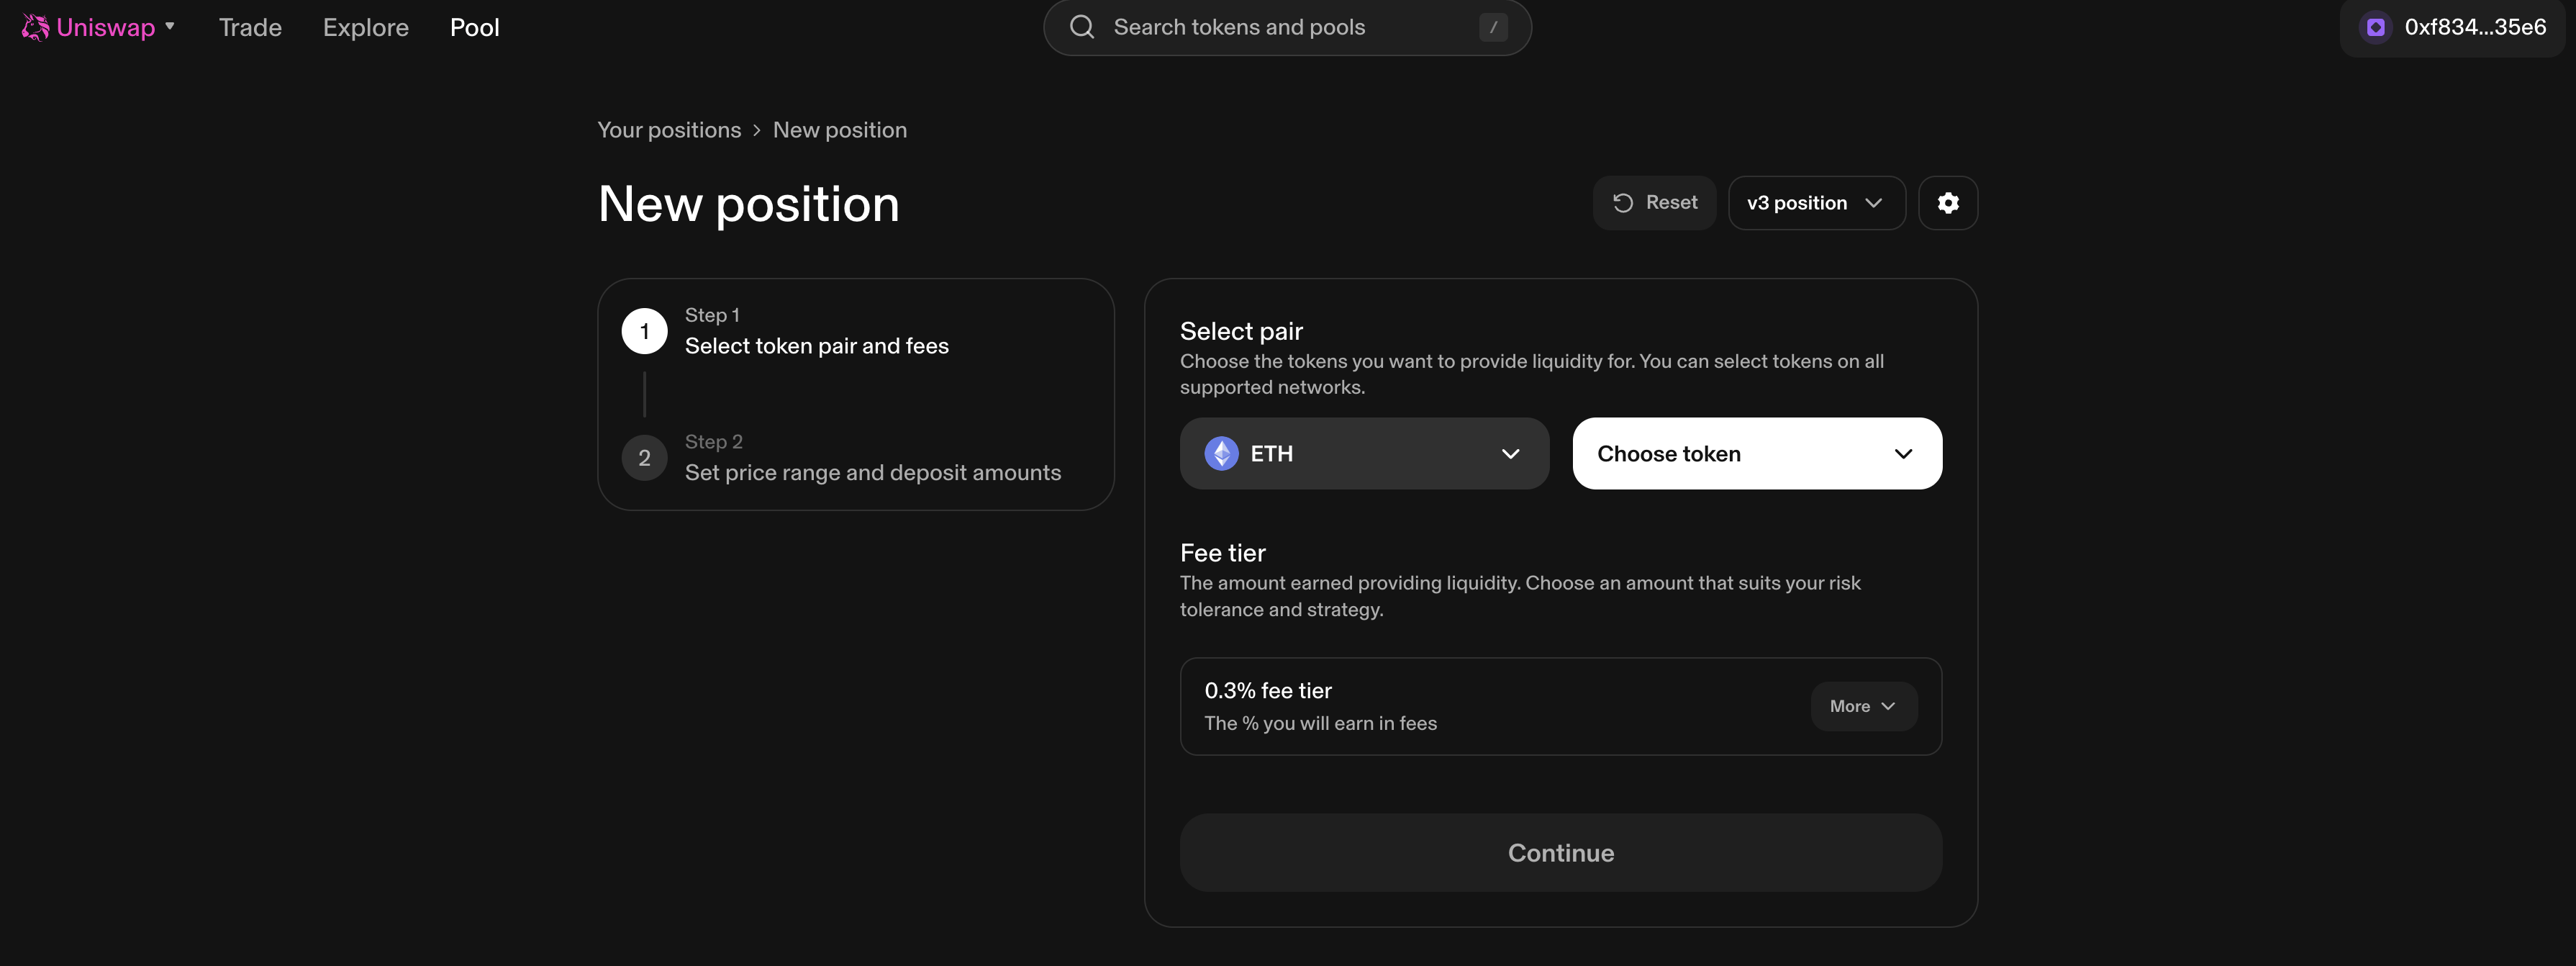 Uniswap
Trade
Explore
Pool
Search tokens and pools
/
0xf834...35e6
Your positions > New position
New position
Reset
v3 position
1
Step 1
Select token pair and fees
2
Step 2
Set price range and deposit amounts
Select pair
Choose the tokens you want to provide liquidity for. You can select tokens on all
supported networks.
ETH
Choose token
Fee tier
The amount earned providing liquidity. Choose an amount that suits your risk
tolerance and strategy.
0.3% fee tier
The % you will earn in fees
More
Continue